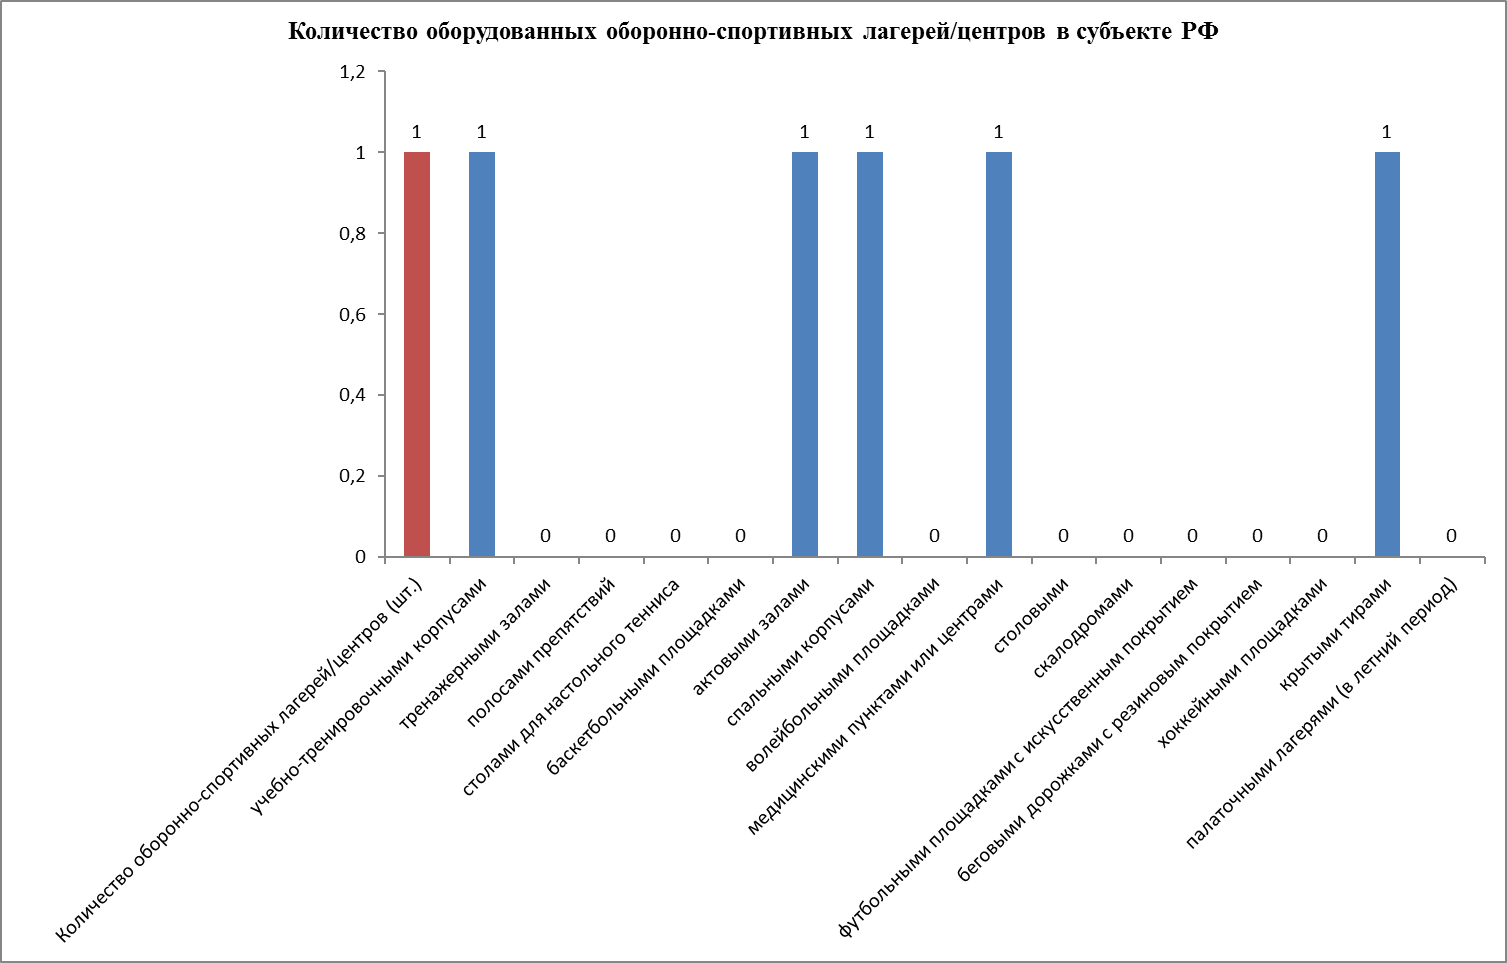 Количество оборудованных оборонно-спортивных лагерей/центров в субъекте РФ
1,2
1
0,8
0,6
0,4
0,2
0
1
1
0
0
0
0
1
1
0
1
0
0
0
0
0
1
0
Количество оборонно-спортивных лагерей/центров (шт.)
учебно-тренировочными корпусами
тренажерными залами
полосами препятствий
столами для настольного тенниса
баскетбольными площадками
актовыми залами
спальными корпусами
волейбольными площадками
медицинскими пунктами или центрами
столовыми
скалодромами
футбольными площадками с искусственным покрытием
беговыми дорожками с резиновым покрытием
хоккейными площадками
крытыми тирами
палаточными лагерями (в летний период)